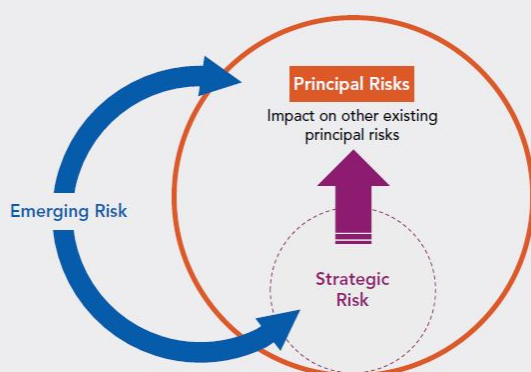 Principal Risks
Impact on other existing
principal risks
Emerging Risk
Strategic
Risk